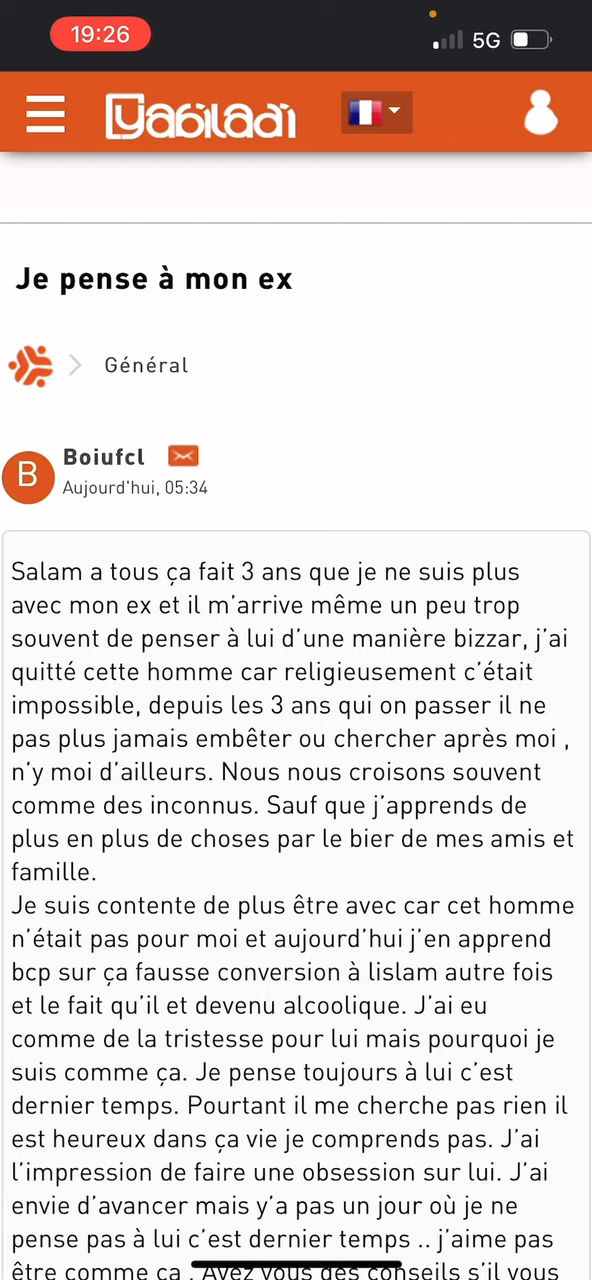 19:26
5G
Yabiladi
Je pense à mon ex
Général
B
Boiufcl
Aujourd'hui, 05:34
Salam a tous ça fait 3 ans que je ne suis plus
avec mon ex et il m'arrive même un peu trop
souvent de penser à lui d'une manière bizzar, j'ai
quitté cette homme car religieusement c'était
impossible, depuis les 3 ans qui on passer il ne
pas plus jamais embêter ou chercher après moi ,
n'y moi d'ailleurs. Nous nous croisons souvent
comme des inconnus. Sauf que j'apprends de
plus en plus de choses par le bier de mes amis et
famille.
Je suis contente de plus être avec car cet homme
n'était pas pour moi et aujourd'hui j'en apprend
bcp sur ça fausse conversion à lislam autre fois
et le fait qu'il et devenu alcoolique. J'ai eu
comme de la tristesse pour lui mais pourquoi je
suis comme ça. Je pense toujours à lui c'est
dernier temps. Pourtant il me cherche pas rien il
est heureux dans ça vie je comprends pas. J'ai
l'impression de faire une obsession sur lui. J'ai
envie d'avancer mais y'a pas un jour où je ne
pense pas à lui c'est dernier temps .. j'aime pas
être comme ça . Avez vous des conseils s'il vous